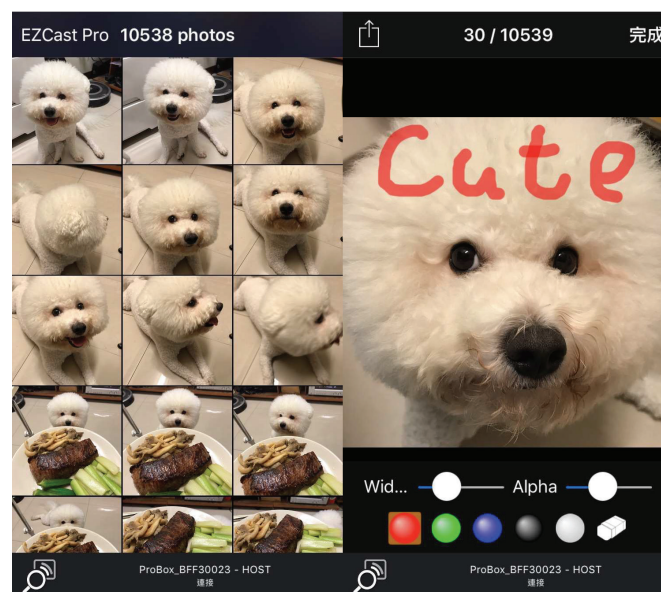 EZCast Pro 10538 photos
30 / 10539 完成
Cute
Wid... Alpha
ProBox_BFF30023 - HOST
連接
ProBox_BFF30023 - HOST
連接